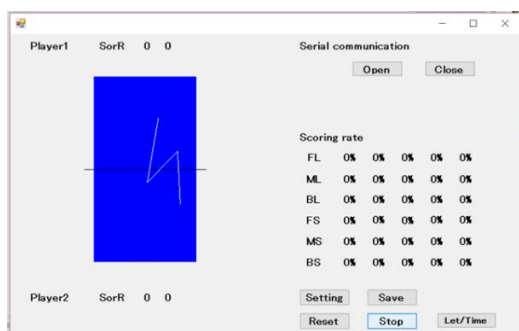 Player1 SorR 0 0
Serial communication
Open Close
Scoring rate
FL 0% 0% 0% 0% 0%
ML 0% 0% 0% 0% 0%
BL 0% 0% 0% 0% 0%
FS 0% 0% 0% 0% 0%
MS 0% 0% 0% 0% 0%
BS 0% 0% 0% 0% 0%
Player2 SorR 0 0
Setting Save
Reset Stop Let/Time